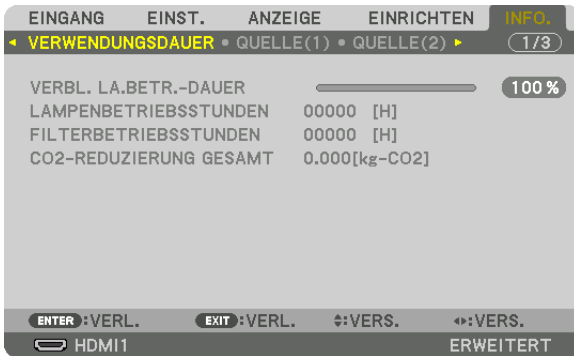 EINGANG EINST. ANZEIGE EINRICHTEN INFO.
◂ VERWENDUNGSDAUER • QUELLE(1) • QUELLE(2) ▸ 1/3
VERBL. LA.BETR.-DAUER 100 %
LAMPENBETRIEBSSTUNDEN 00000 [H]
FILTERBETRIEBSSTUNDEN 00000 [H]
CO2-REDUZIERUNG GESAMT 0.000[kg-CO2]
ENTER :VERL. EXIT :VERL. ♦:VERS. ◂▸:VERS.
HDMI1 ERWEITERT